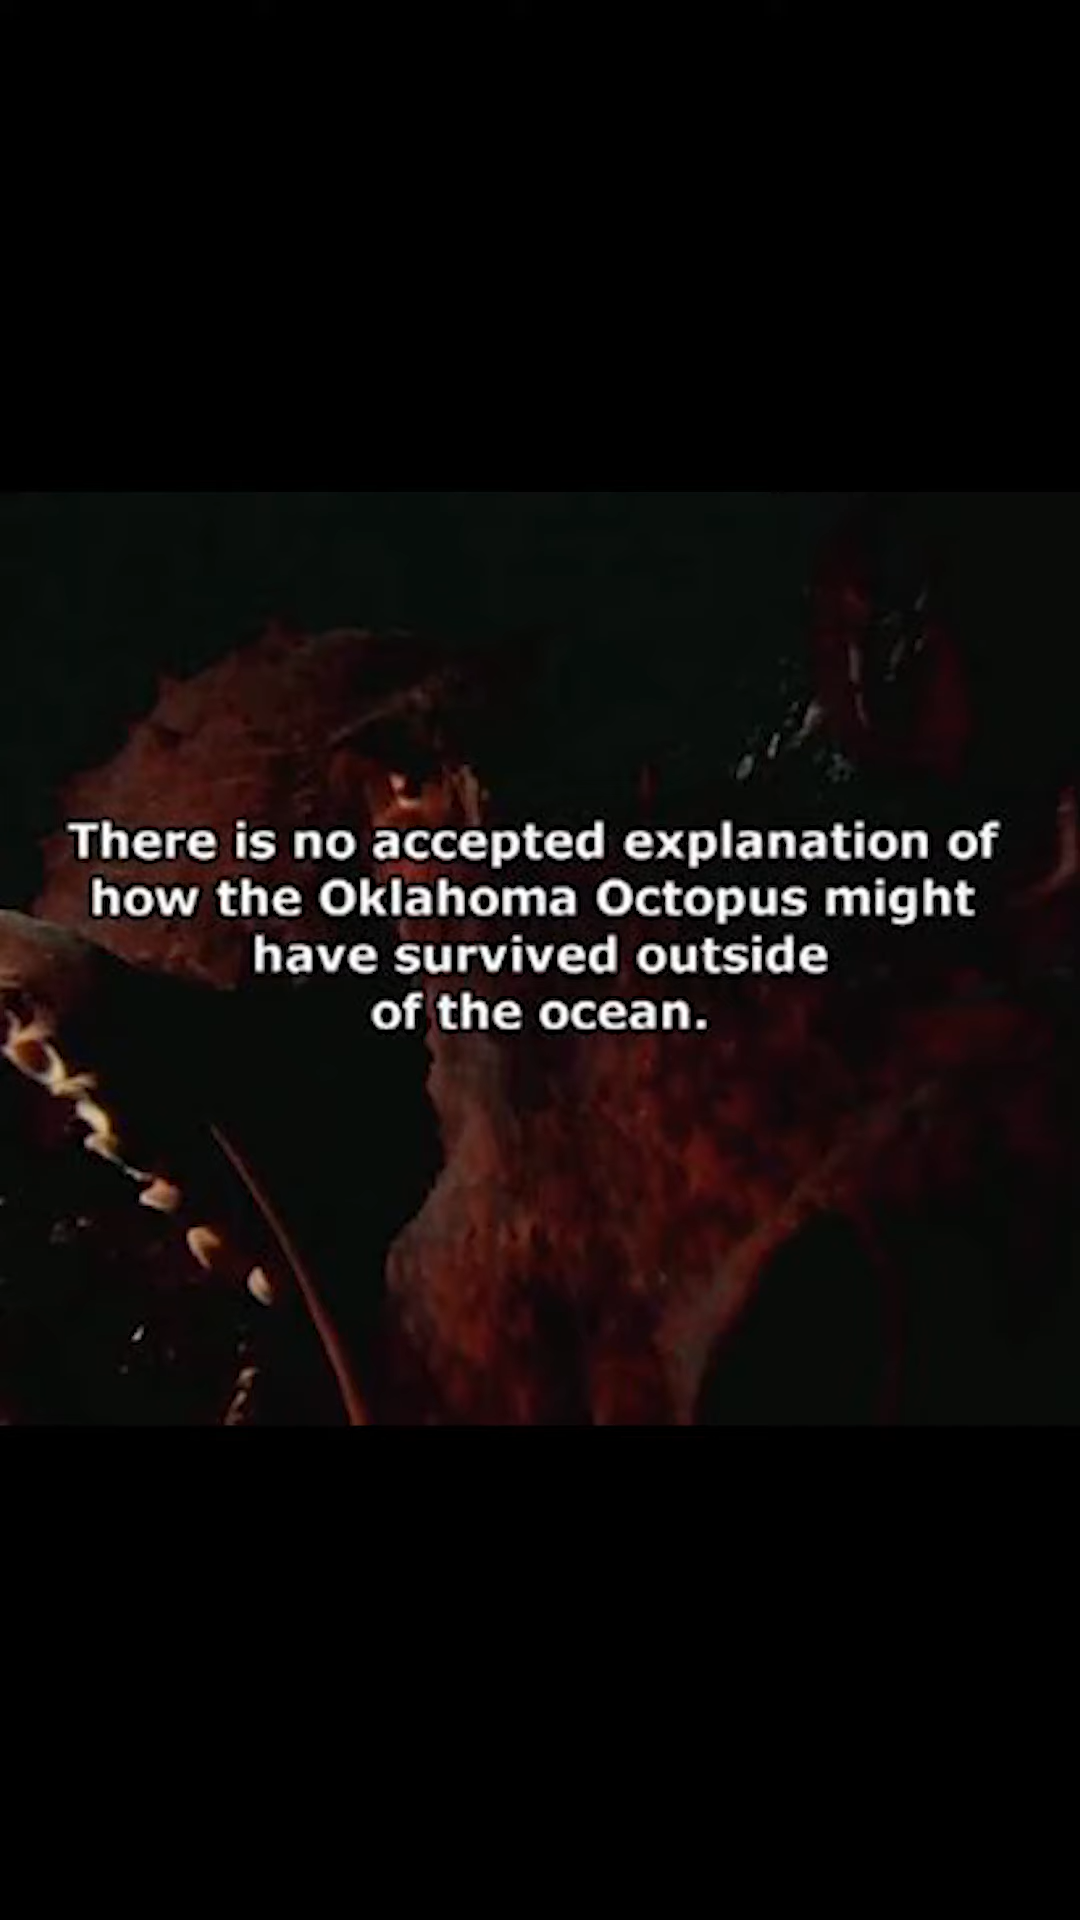 There is no accepted explanation of
how the Oklahoma Octopus might
have survived outside
of the ocean.